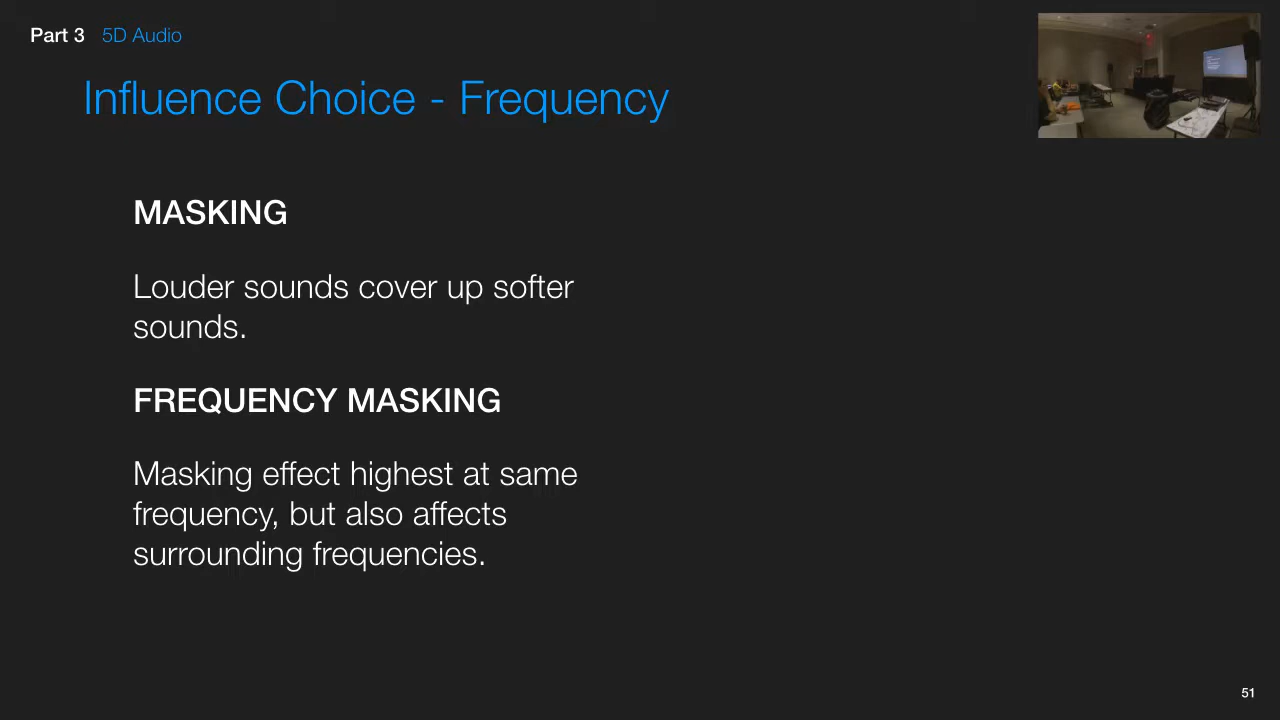 Part 3 5D Audio
Influence Choice - Frequency
MASKING
Louder sounds cover up softer
sounds.
FREQUENCY MASKING
Masking effect highest at same
frequency, but also affects
surrounding frequencies.
51